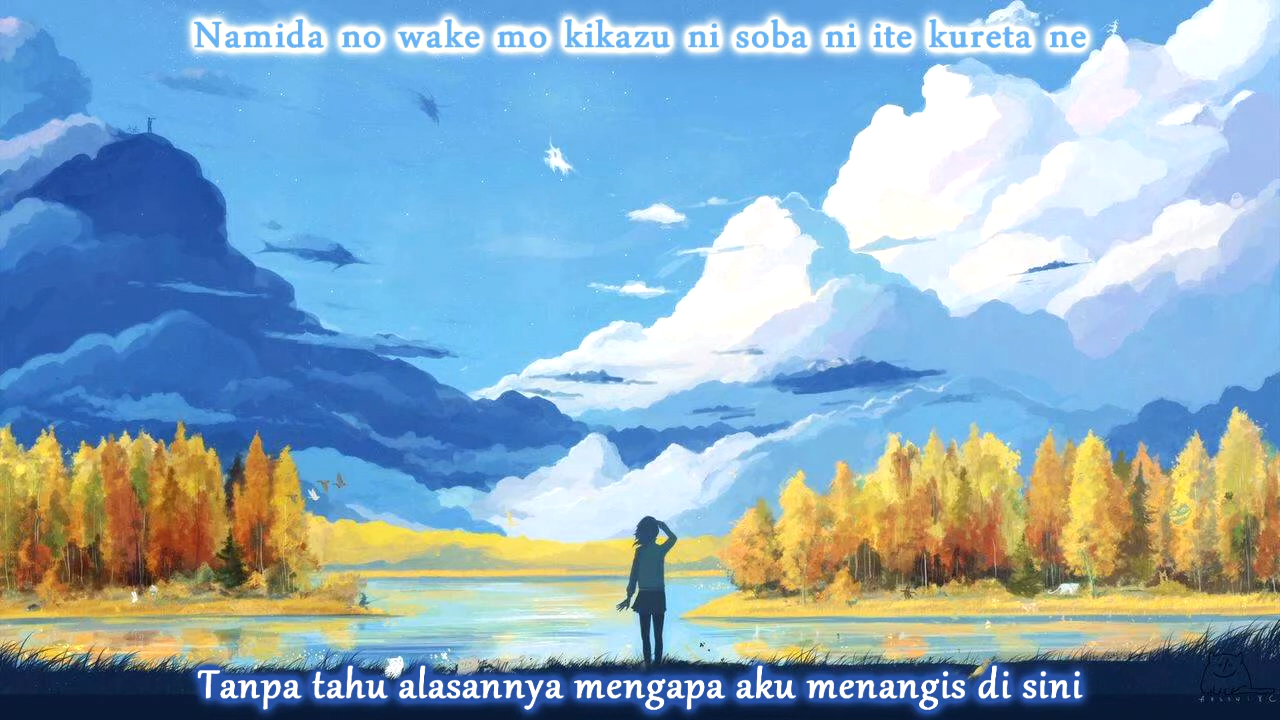 Namida no wake mo kikazu ni soba ni ite kureta ne
Tanpa tahu alasannya mengapa aku menangis di sini